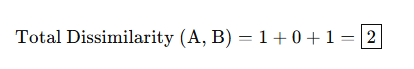 Total Dissimilarity (A, B) = 1 + 0 + 1 = 2